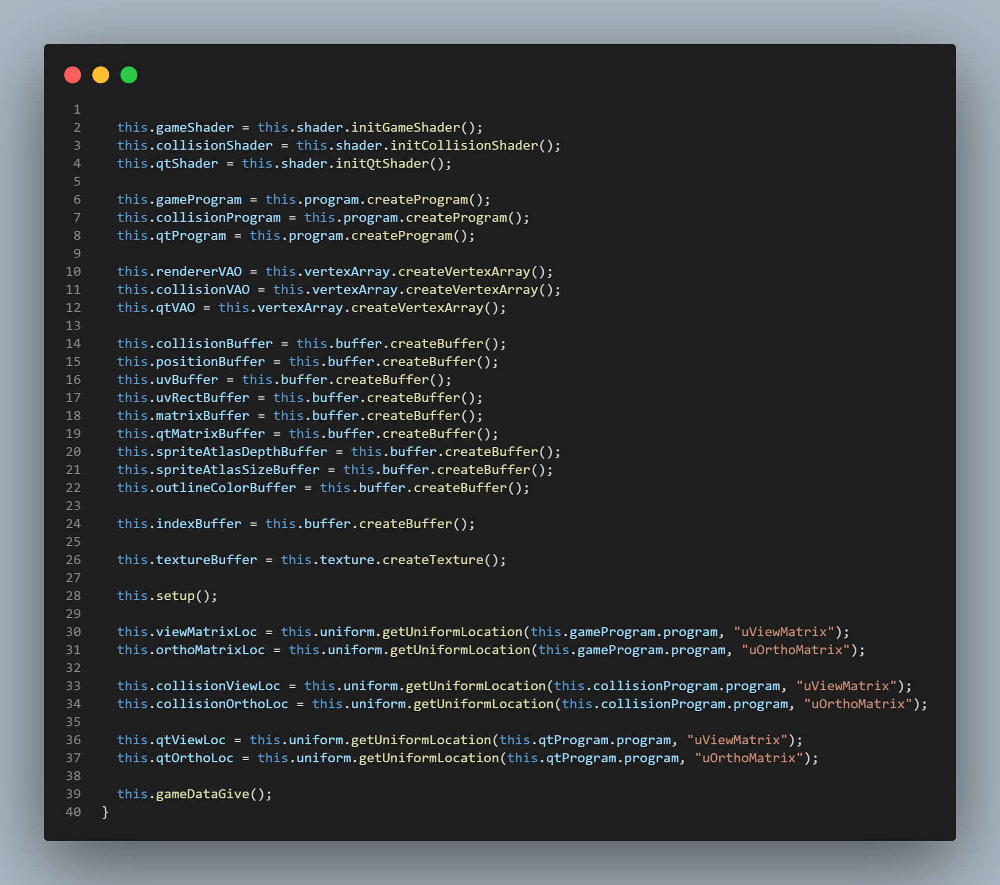 1
2 this.gameShader = this.shader.initGameShader();
3 this.collisionShader = this.shader.initCollisionShader();
4 this.qtShader = this.shader.initQtShader();
5
6 this.gameProgram = this.program.createProgram();
7 this.collisionProgram = this.program.createProgram();
8 this.qtProgram = this.program.createProgram();
9
10 this.rendererVAO = this.vertexArray.createVertexArray();
11 this.collisionVAO = this.vertexArray.createVertexArray();
12 this.qtVAO = this.vertexArray.createVertexArray();
13
14 this.collisionBuffer = this.buffer.createBuffer();
15 this.positionBuffer = this.buffer.createBuffer();
16 this.uvBuffer = this.buffer.createBuffer();
17 this.uvRectBuffer = this.buffer.createBuffer();
18 this.matrixBuffer = this.buffer.createBuffer();
19 this.qtMatrixBuffer = this.buffer.createBuffer();
20 this.spriteAtlasDepthBuffer = this.buffer.createBuffer();
21 this.spriteAtlasSizeBuffer = this.buffer.createBuffer();
22 this.outlineColorBuffer = this.buffer.createBuffer();
23
24 this.indexBuffer = this.buffer.createBuffer();
25
26 this.textureBuffer = this.texture.createTexture();
27
28 this.setup();
29
30 this.viewMatrixLoc = this.uniform.getUniformLocation(this.gameProgram.program, "uViewMatrix");
31 this.orthoMatrixLoc = this.uniform.getUniformLocation(this.gameProgram.program, "uOrthoMatrix");
32
33 this.collisionViewLoc = this.uniform.getUniformLocation(this.collisionProgram.program, "uViewMatrix");
34 this.collisionOrthoLoc = this.uniform.getUniformLocation(this.collisionProgram.program, "uOrthoMatrix");
35
36 this.qtViewLoc = this.uniform.getUniformLocation(this.qtProgram.program, "uViewMatrix");
37 this.qtOrthoLoc = this.uniform.getUniformLocation(this.qtProgram.program, "uOrthoMatrix");
38
39 this.gameDataGive();
40 }